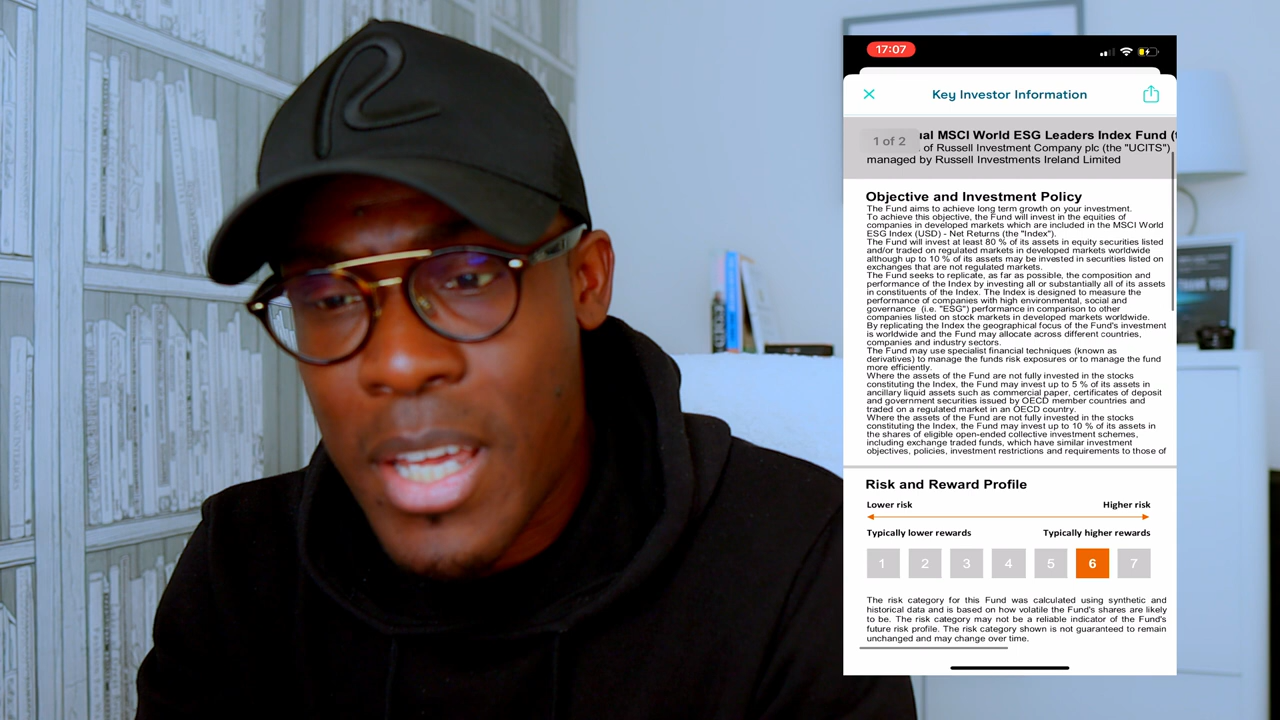 17:07
Key Investor Information
1 of 2
MSCI World ESG Leaders Index Fund
of Russell Investment Company plc (the "UCITS")
managed by Russell Investments Ireland Limited
Objective and Investment Policy
The Fund aims to achieve long term growth on your investment.
To achieve this objective, the Fund will invest in the equities of
companies in developed markets which are included in the MSCI World
ESG Index (USD) - Net Returns (the "Index").
The Fund will invest at least 80 % of its assets in equity securities listed
and/or traded on regulated markets in developed markets worldwide
although up to 10 % of its assets may be invested in securities listed on
exchanges that are not regulated markets.
The Fund seeks to replicate, as far as possible, the composition and
performance of the Index by investing all or substantially all of its assets
in constituents of the Index. The Index is designed to measure the
performance of companies with high environmental, social and
governance (i.e. "ESG") performance in comparison to other
companies listed on stock markets in developed markets worldwide.
By replicating the Index the geographical focus of the Fund's investment
is worldwide and the Fund may allocate across different countries,
companies and industry sectors.
The Fund may use specialist financial techniques (known as
derivatives) to manage the funds risk exposures or to manage the fund
more efficiently.
Where the assets of the Fund are not fully invested in the stocks
constituting the Index, the Fund may invest up to 5 % of its assets in
ancillary liquid assets such as commercial paper, certificates of deposit
and government securities issued by OECD member countries and
traded on a regulated market in an OECD country.
Where the assets of the Fund are not fully invested in the stocks
constituting the Index, the Fund may invest up to 10 % of its assets in
the shares of eligible open-ended collective investment schemes,
including exchange traded funds, which have similar investment
objectives, policies, investment restrictions and requirements to those of
Risk and Reward Profile
Lower risk Higher risk
Typically lower rewards Typically higher rewards
1 2 3 4 5 6 7
The risk category for this Fund was calculated using synthetic and
historical data and is based on how volatile the Fund's shares are likely
to be. The risk category may not be a reliable indicator of the Fund's
future risk profile. The risk category shown is not guaranteed to remain
unchanged and may change over time.